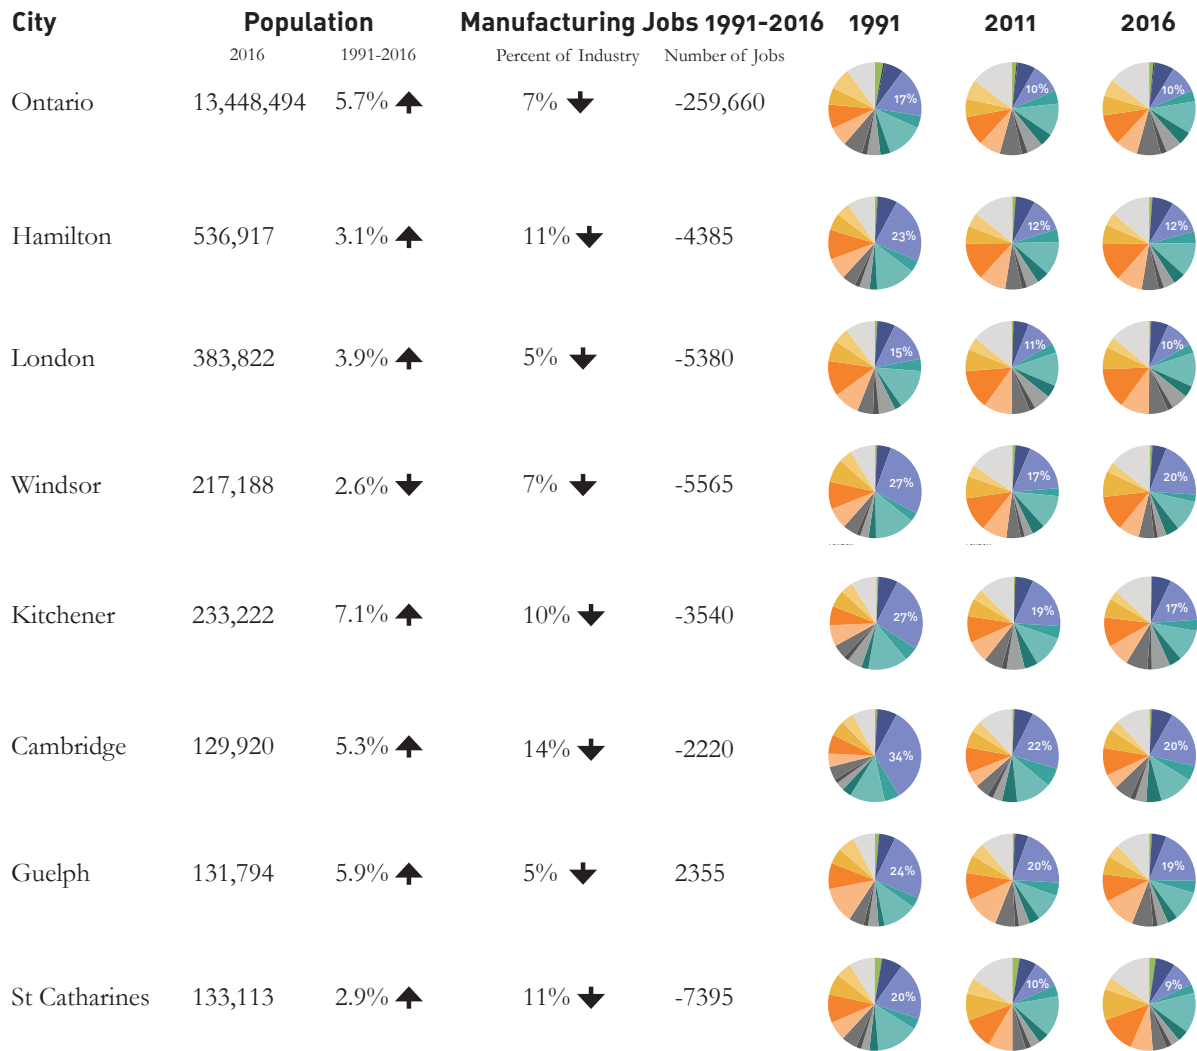 City Population Manufacturing Jobs 1991-2016 1991 2011 2016
2016 1991-2016 Percent of Industry Number of Jobs
Ontario 13,448,494 5.7% 7% -259,660 17% 10% 10%
Hamilton 536,917 3.1% 11% -4385 23% 12% 12%
London 383,822 3.9% 5% -5380 15% 11% 10%
Windsor 217,188 2.6% 7% -5565 27% 17% 20%
Kitchener 233,222 7.1% 10% -3540 27% 19% 17%
Cambridge 129,920 5.3% 14% -2220 34% 22% 20%
Guelph 131,794 5.9% 5% 2355 24% 20% 19%
St Catharines 133,113 2.9% 11% -7395 20% 10% 9%